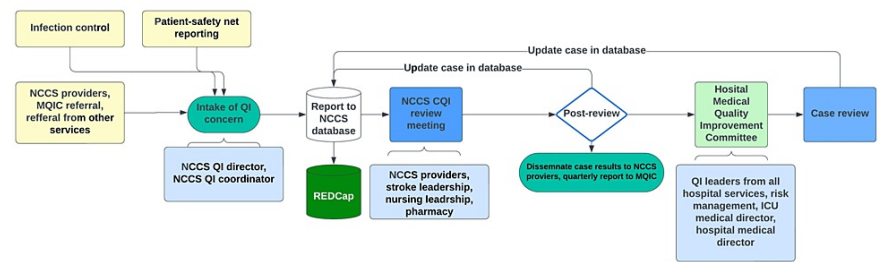 Infection control
Patient-safety net
reporting
Update case in database
Update case in database
NCCS providers,
MQIC referral,
refferal from other
services
Intake of QI
concern
Report to
NCCS
database
NCCS CQI
review
meeting
Post-review
Hosital
Medical
Quality
Improvement
Committee
Case review
NCCS QI director,
NCCS QI coordinator
REDCap
NCCS providers,
stroke leadership,
nursing leadrship,
pharmacy
Dissemnate case results to NCCS
proviers, quarterly report to MQIC
QI leaders from all
hospital services, risk
management, ICU
medical director,
hospital medical
director